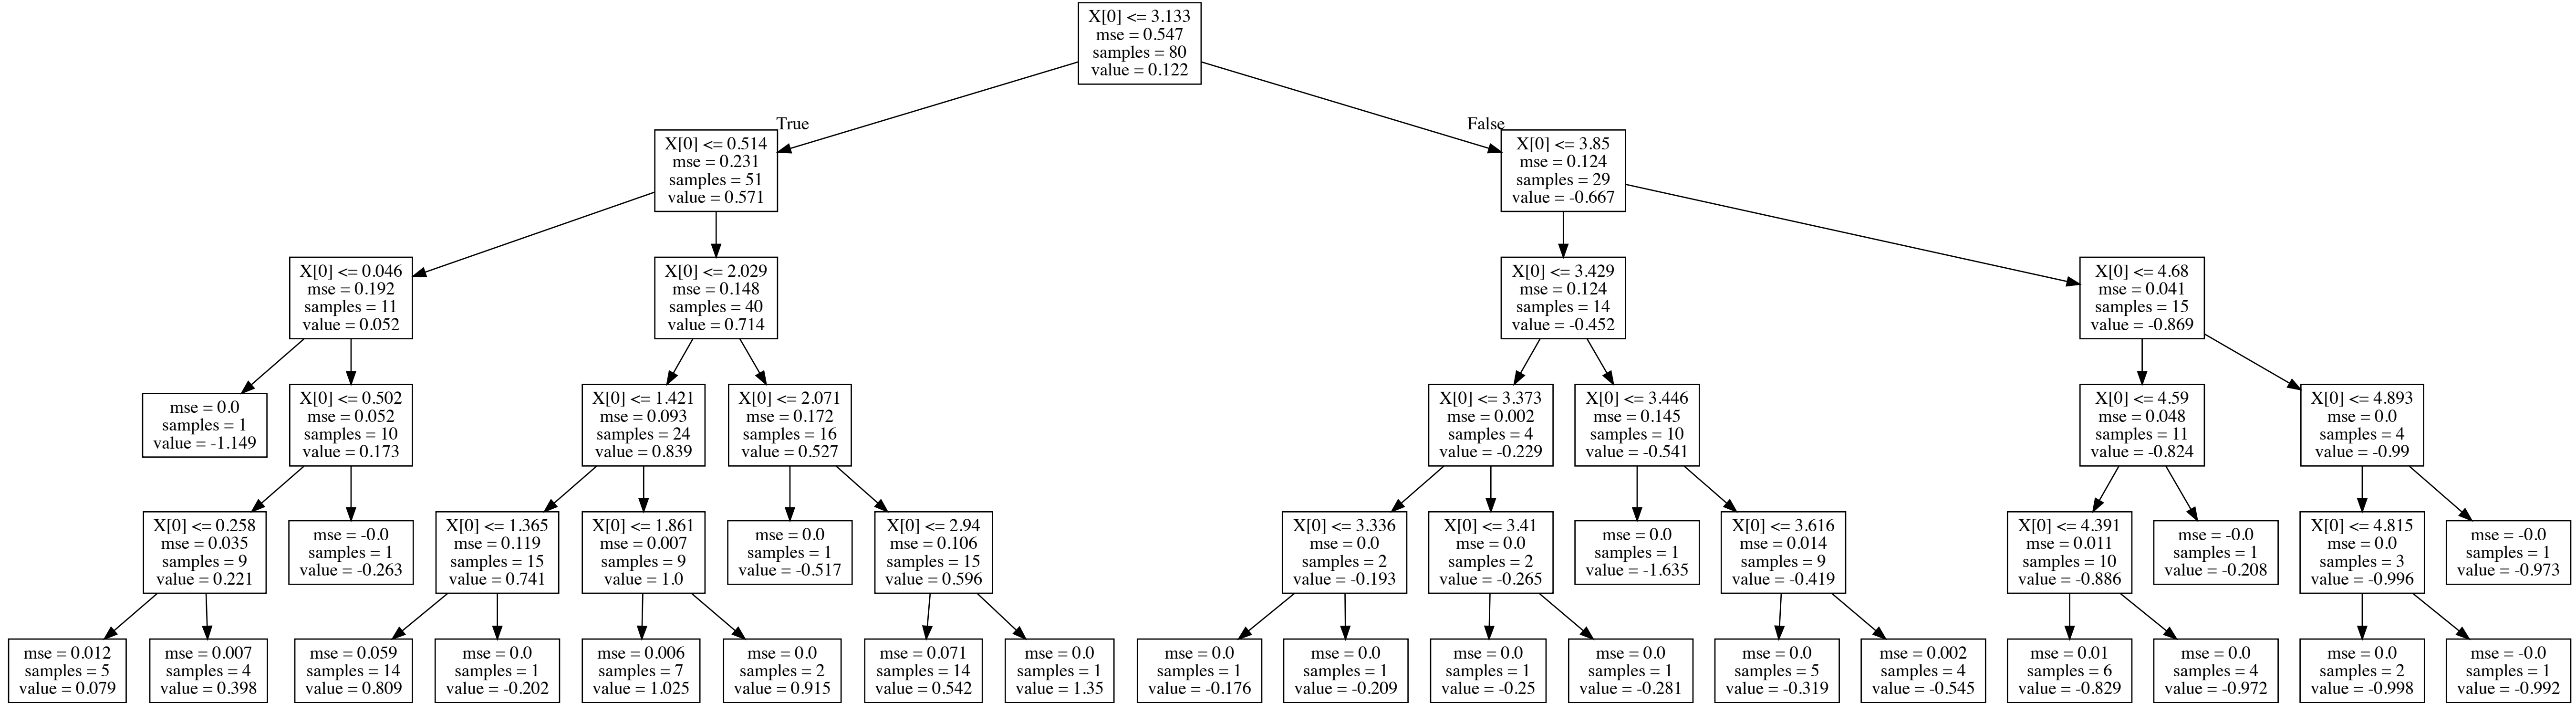 X[0] <= 3.133
mse = 0.547
samples = 80
value = 0.122
True
False
X[0] <= 0.514
mse = 0.231
samples = 51
value = 0.571
X[0] <= 3.85
mse = 0.124
samples = 29
value = -0.667
X[0] <= 0.046
mse = 0.192
samples = 11
value = 0.052
X[0] <= 2.029
mse = 0.148
samples = 40
value = 0.714
X[0] <= 3.429
mse = 0.124
samples = 14
value = -0.452
X[0] <= 4.68
mse = 0.041
samples = 15
value = -0.869
mse = 0.0
samples = 1
value = -1.149
X[0] <= 0.502
mse = 0.052
samples = 10
value = 0.173
X[0] <= 1.421
mse = 0.093
samples = 24
value = 0.839
X[0] <= 2.071
mse = 0.172
samples = 16
value = 0.527
X[0] <= 3.373
mse = 0.002
samples = 4
value = -0.229
X[0] <= 3.446
mse = 0.145
samples = 10
value = -0.541
X[0] <= 4.59
mse = 0.048
samples = 11
value = -0.824
X[0] <= 4.893
mse = 0.0
samples = 4
value = -0.99
X[0] <= 0.258
mse = 0.035
samples = 9
value = 0.221
mse = -0.0
samples = 1
value = -0.263
X[0] <= 1.365
mse = 0.119
samples = 15
value = 0.741
X[0] <= 1.861
mse = 0.007
samples = 9
value = 1.0
mse = 0.0
samples = 1
value = -0.517
X[0] <= 2.94
mse = 0.106
samples = 15
value = 0.596
X[0] <= 3.336
mse = 0.0
samples = 2
value = -0.193
X[0] <= 3.41
mse = 0.0
samples = 2
value = -0.265
mse = 0.0
samples = 1
value = -1.635
X[0] <= 3.616
mse = 0.014
samples = 9
value = -0.419
X[0] <= 4.391
mse = 0.011
samples = 10
value = -0.886
mse = -0.0
samples = 1
value = -0.208
X[0] <= 4.815
mse = 0.0
samples = 3
value = -0.996
mse = -0.0
samples = 1
value = -0.973
mse = 0.012
samples = 5
value = 0.079
mse = 0.007
samples = 4
value = 0.398
mse = 0.059
samples = 14
value = 0.809
mse = 0.0
samples = 1
value = -0.202
mse = 0.006
samples = 7
value = 1.025
mse = 0.0
samples = 2
value = 0.915
mse = 0.071
samples = 14
value = 0.542
mse = 0.0
samples = 1
value = 1.35
mse = 0.0
samples = 1
value = -0.176
mse = 0.0
samples = 1
value = -0.209
mse = 0.0
samples = 1
value = -0.25
mse = 0.0
samples = 1
value = -0.281
mse = 0.0
samples = 5
value = -0.319
mse = 0.002
samples = 4
value = -0.545
mse = 0.01
samples = 6
value = -0.829
mse = 0.0
samples = 4
value = -0.972
mse = 0.0
samples = 2
value = -0.998
mse = -0.0
samples = 1
value = -0.992